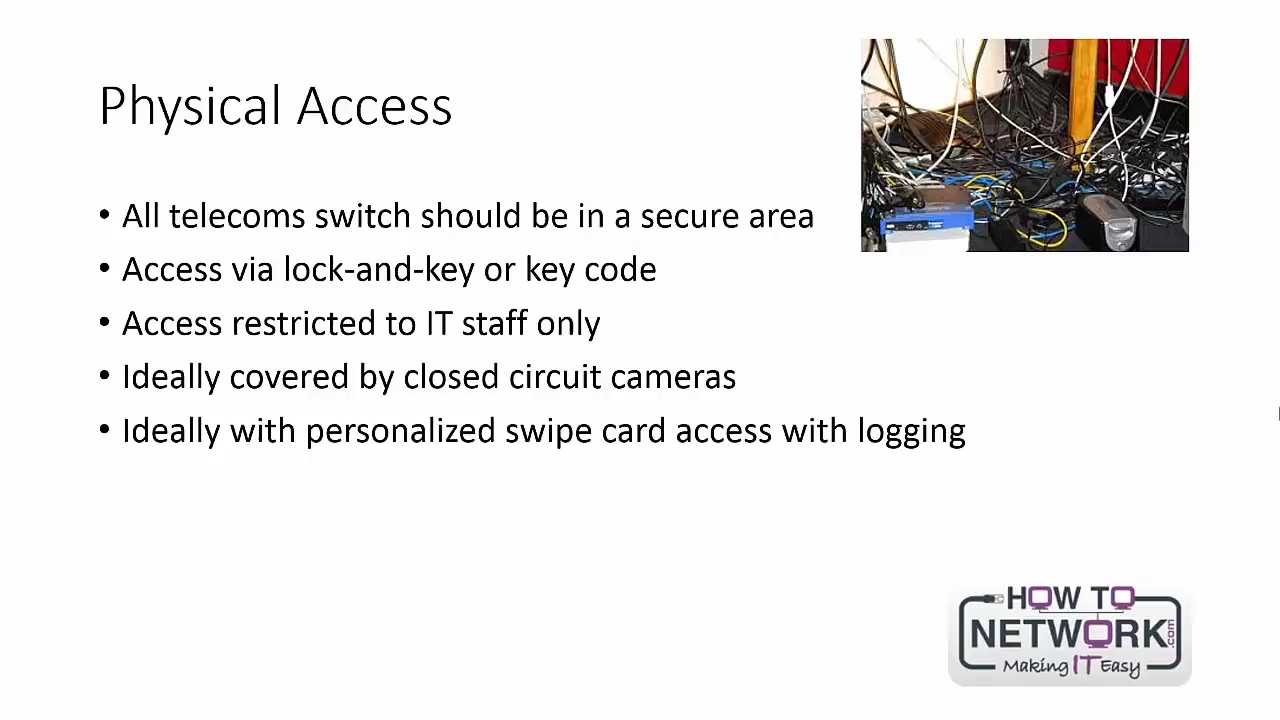 Physical Access
• All telecoms switch should be in a secure area
• Access via lock-and-key or key code
• Access restricted to IT staff only
• Ideally covered by closed circuit cameras
• Ideally with personalized swipe card access with logging
HOW TO
NETWORK.com
Making IT Easy